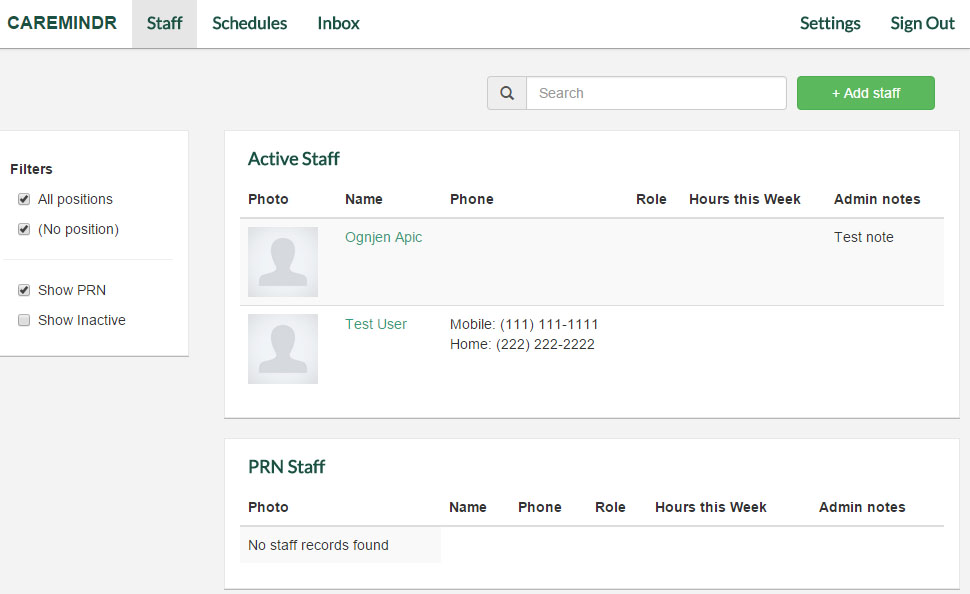 CAREMINDR Staff Schedules Inbox Settings Sign Out
Search + Add staff
Filters
All positions
(No position)
Show PRN
Show Inactive
Active Staff
Photo Name Phone Role Hours this Week Admin notes
Ognjen Apic Test note
Test User Mobile: (111) 111-1111
Home: (222) 222-2222
PRN Staff
Photo Name Phone Role Hours this Week Admin notes
No staff records found